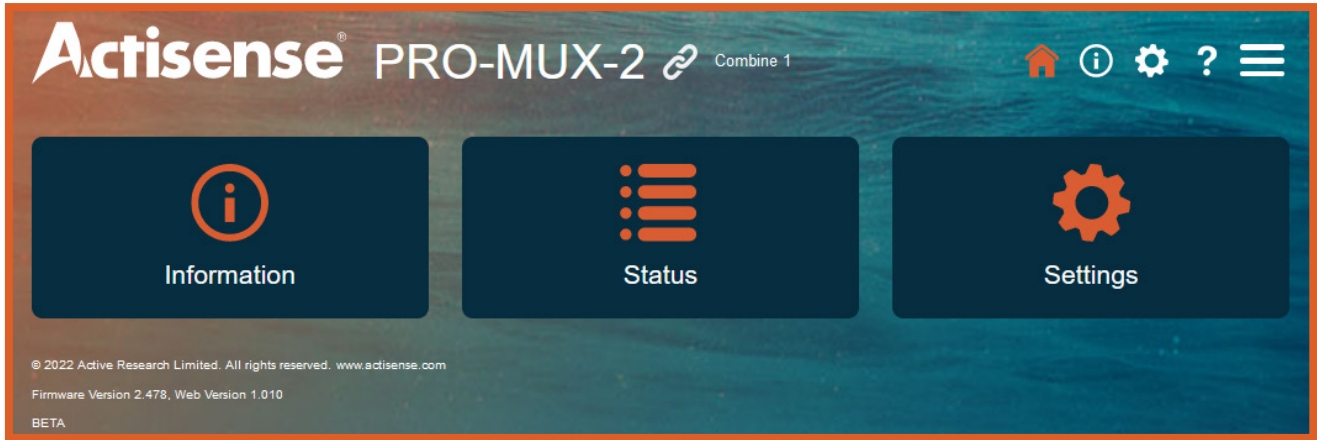 Actisense® PRO-MUX-2 Combine 1 ?
Information Status Settings
© 2022 Active Research Limited. All rights reserved. www.actisense.com
Firmware Version 2.478, Web Version 1.010
BETA